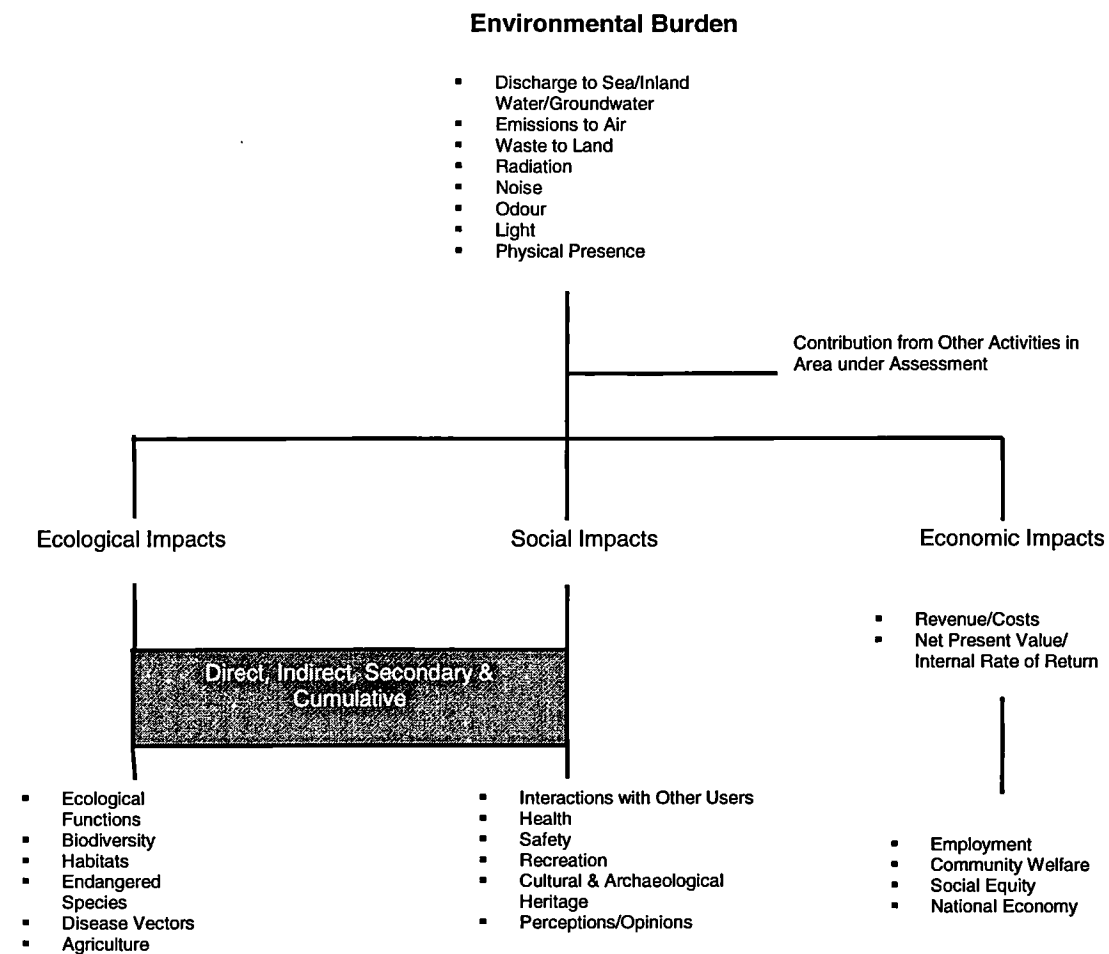 Environmental Burden
▪ Discharge to Sea/Inland
Water/Groundwater
▪ Emissions to Air
▪ Waste to Land
▪ Radiation
▪ Noise
▪ Odour
▪ Light
▪ Physical Presence
Contribution from Other Activities in
Area under Assessment
Ecological Impacts
Social Impacts
Economic Impacts
▪ Revenue/Costs
▪ Net Present Value/
Internal Rate of Return
Direct, Indirect, Secondary &
Cumulative
▪ Ecological
Functions
▪ Biodiversity
▪ Habitats
▪ Endangered
Species
▪ Disease Vectors
▪ Agriculture
▪ Interactions with Other Users
▪ Health
▪ Safety
▪ Recreation
▪ Cultural & Archaeological
Heritage
▪ Perceptions/Opinions
▪ Employment
▪ Community Welfare
▪ Social Equity
▪ National Economy